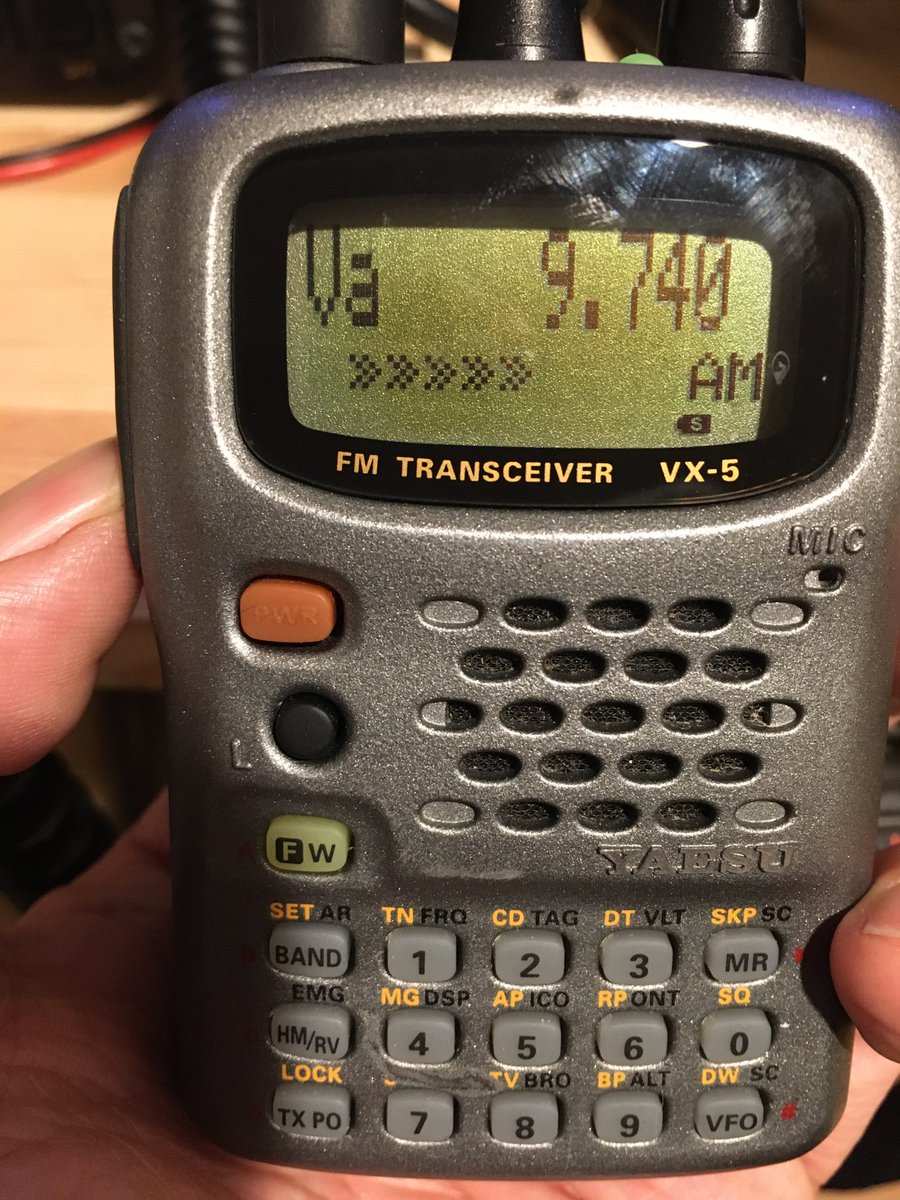 Va 9.740
»»»»» AM
S
FM TRANSCEIVER VX-5
MIC
PWR
L
F W
YAESU
SET AR TN FRQ CD TAG DT VLT SKP SC
BAND 1 2 3 MR *
EMG MG DSP AP ICO RP ONT SQ
HM/RV 4 5 6 0
LOCK TV BRO BP ALT DW SC
TX PO 7 8 9 VFO #